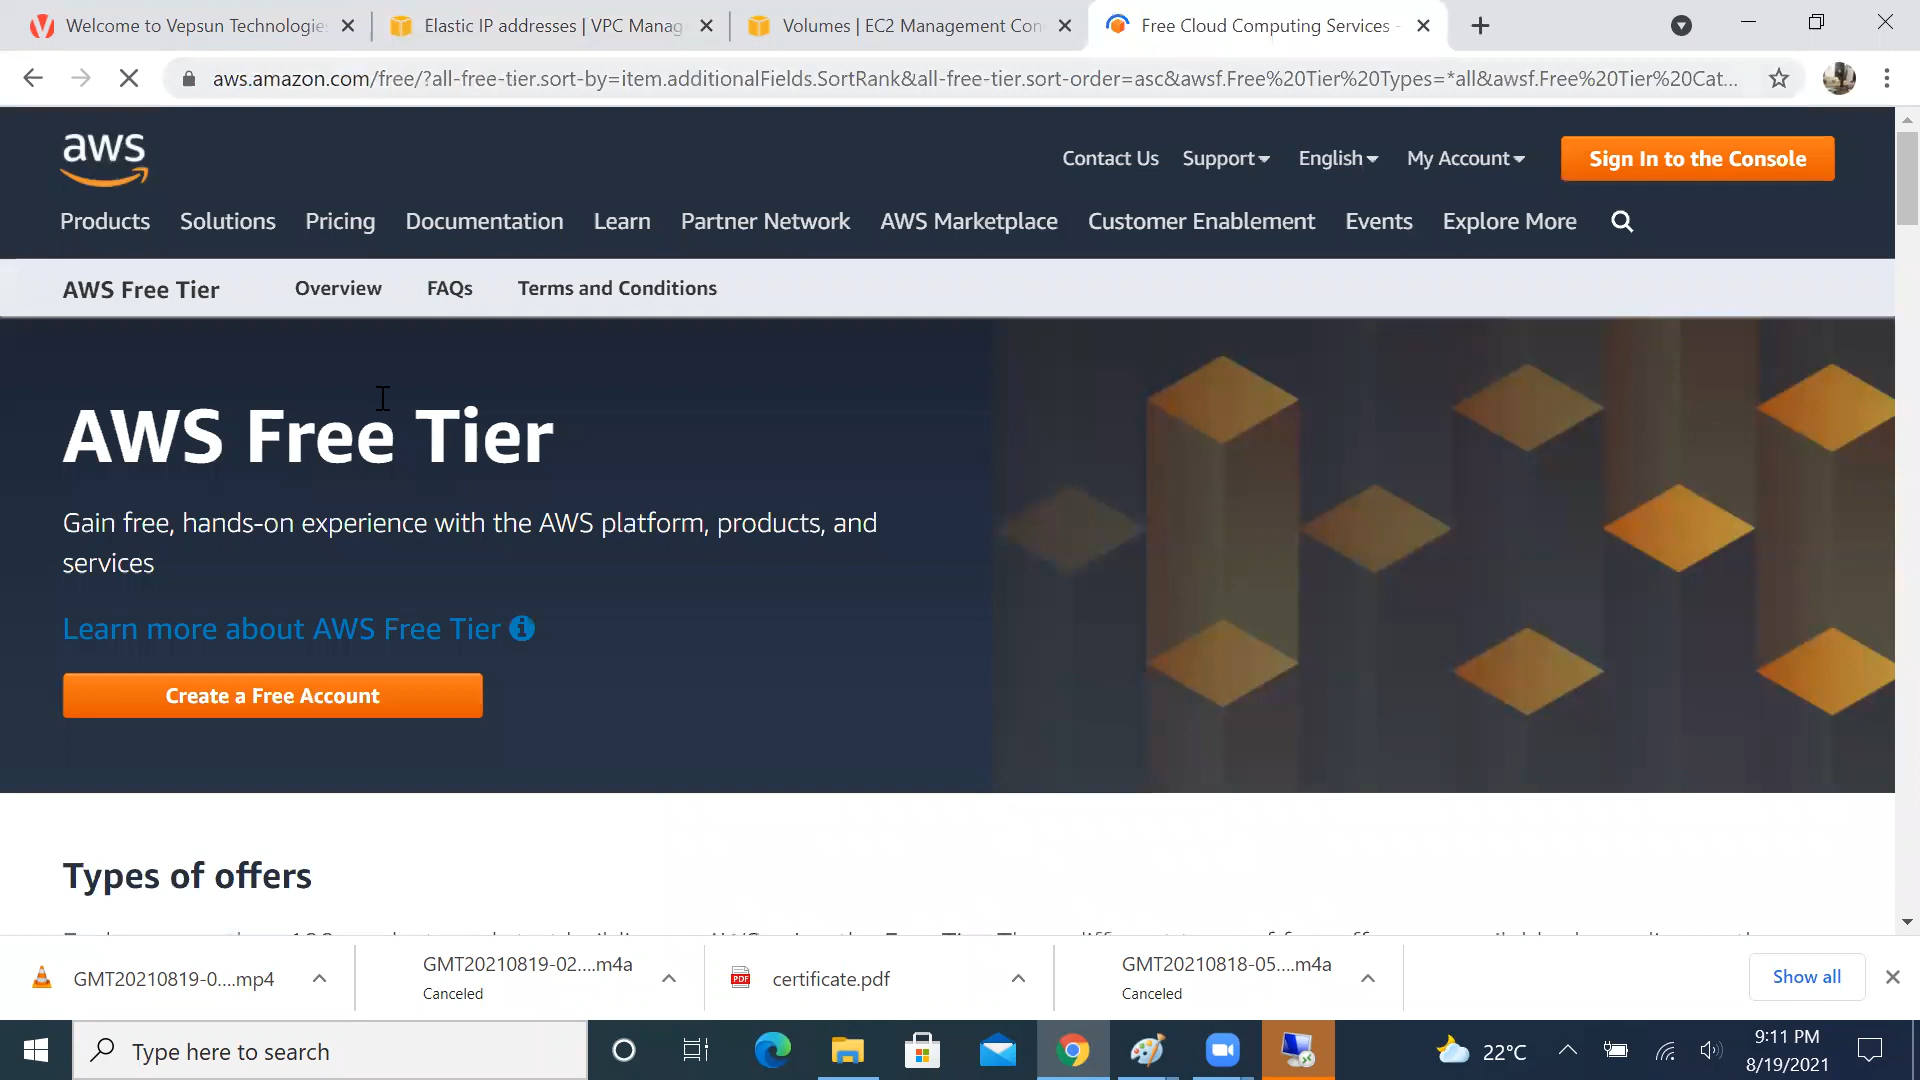 Welcome to Vepsun Technologies
Elastic IP addresses | VPC Manag
Volumes | EC2 Management Con
Free Cloud Computing Services -
aws.amazon.com/free/?all-free-tier.sort-by=item.additionalFields.SortRank&all-free-tier.sort-order=asc&awsf.Free%20Tier%20Types=*all&awsf.Free%20Tier%20Cat...
aws
Contact Us Support English My Account Sign In to the Console
Products Solutions Pricing Documentation Learn Partner Network AWS Marketplace Customer Enablement Events Explore More
AWS Free Tier Overview FAQs Terms and Conditions
AWS Free Tier
Gain free, hands-on experience with the AWS platform, products, and
services
Learn more about AWS Free Tier
Create a Free Account
Types of offers
GMT20210819-0....mp4
GMT20210819-02....m4a
Canceled
certificate.pdf
GMT20210818-05....m4a
Canceled
Show all
Type here to search
22°C
9:11 PM
8/19/2021